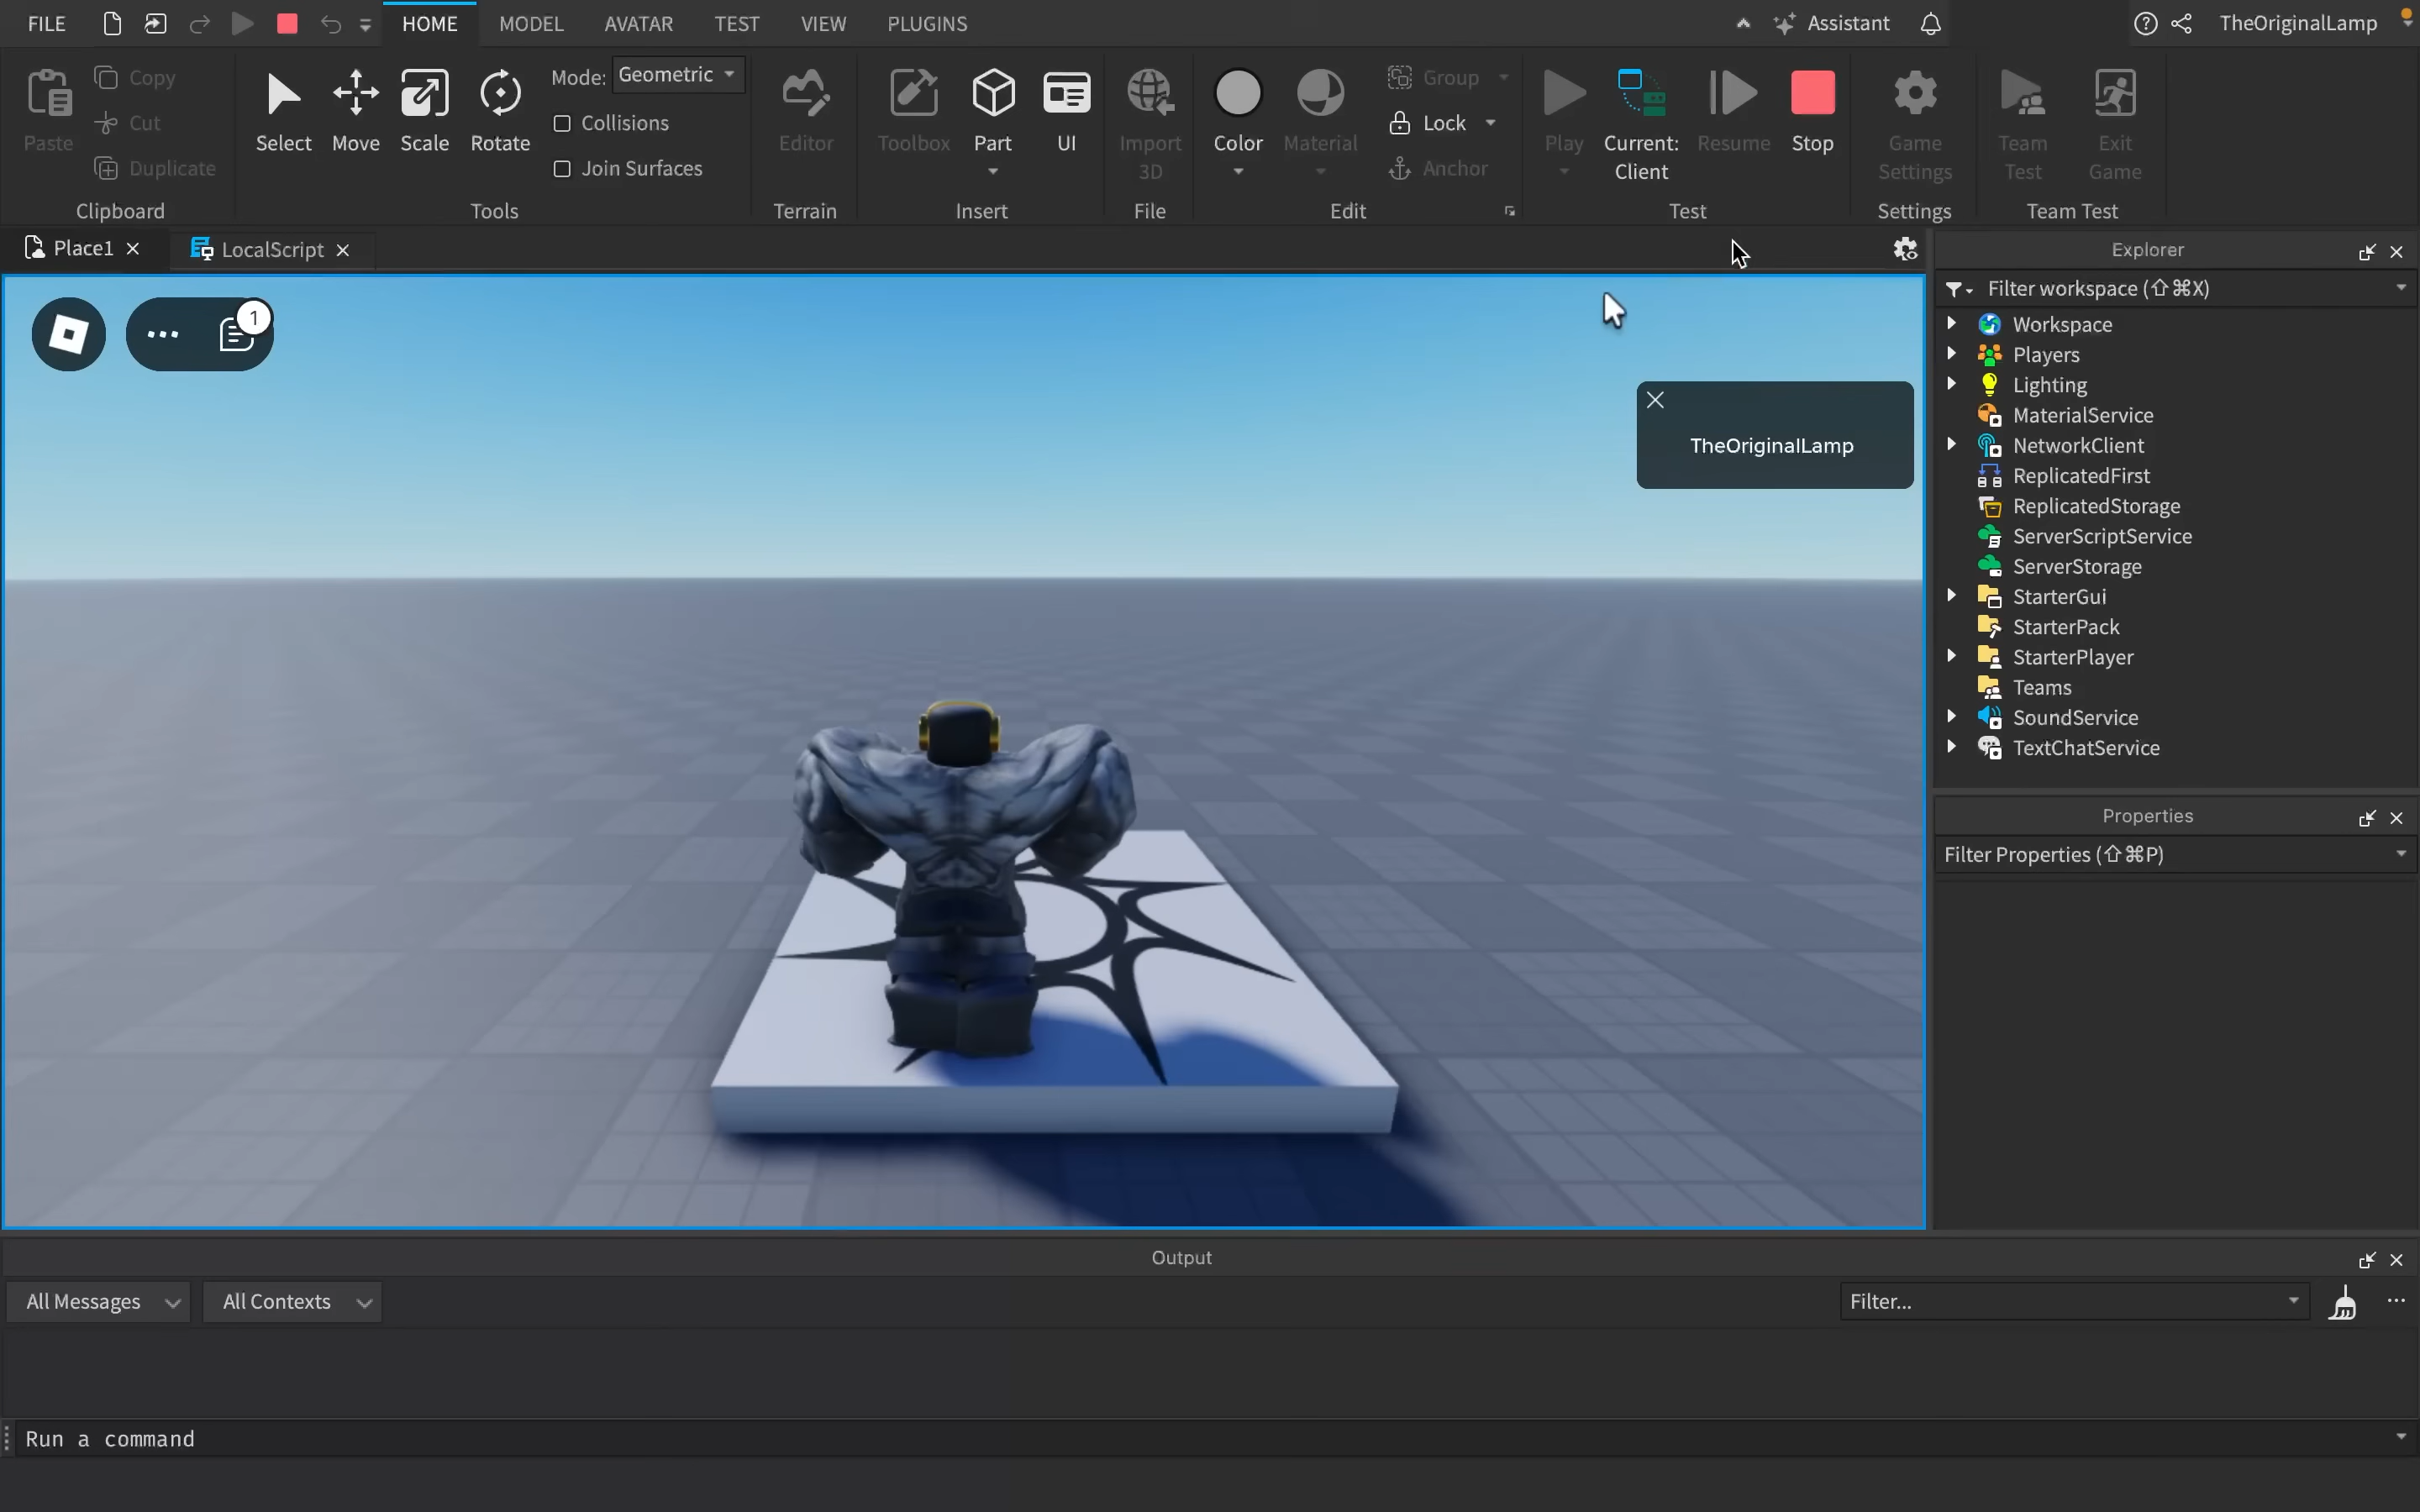 FILE HOME MODEL AVATAR TEST VIEW PLUGINS Assistant TheOriginalLamp
Paste Copy Cut Duplicate
Clipboard
Select Move Scale Rotate
Mode: Geometric
Collisions
Join Surfaces
Tools
Editor
Terrain
Toolbox Part UI
Insert
Import
3D
File
Color Material
Group
Lock
Anchor
Edit
Play Current: Resume Stop
Client
Test
Game
Settings
Settings
Team Exit
Test Game
Team Test
Place1 LocalScript
1
TheOriginalLamp
Explorer
Filter workspace (⇧⌘X)
Workspace
Players
Lighting
MaterialService
NetworkClient
ReplicatedFirst
ReplicatedStorage
ServerScriptService
ServerStorage
StarterGui
StarterPack
StarterPlayer
Teams
SoundService
TextChatService
Properties
Filter Properties (⇧⌘P)
Output
All Messages All Contexts Filter...
Run a command